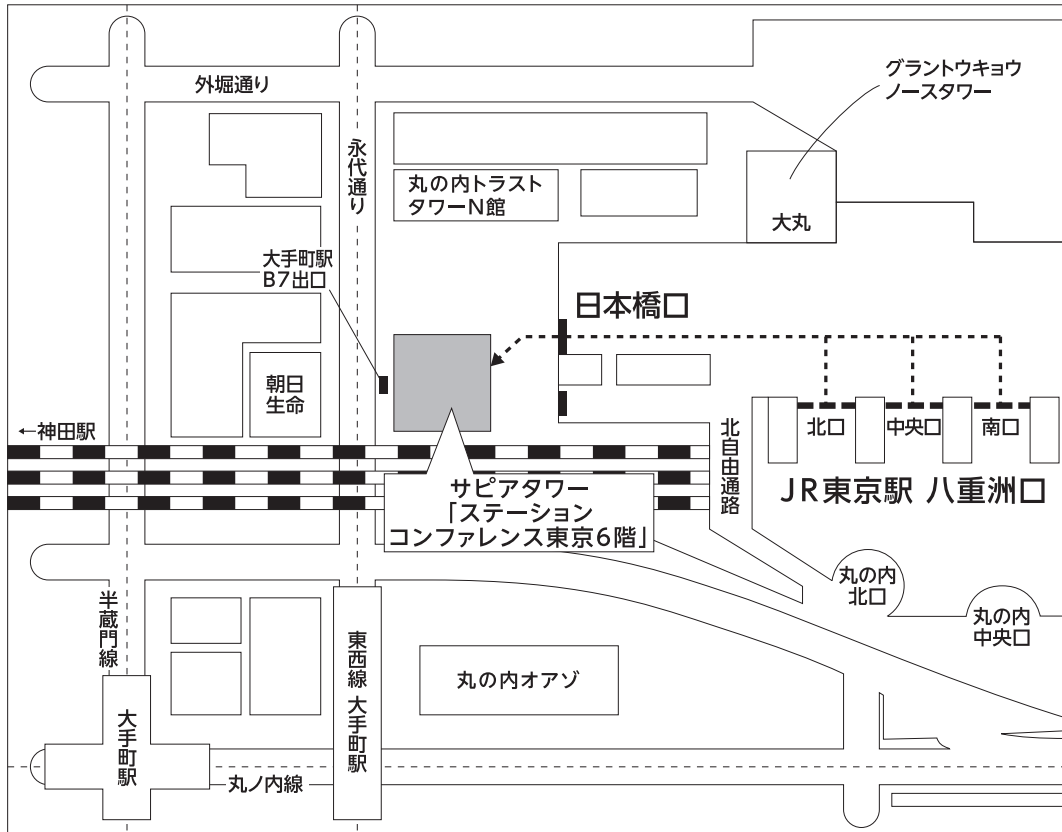 外堀通り
グラントウキョウ
ノースタワー
永代通り
丸の内トラスト
タワーN館
大丸
大手町駅
B7出口
日本橋口
朝日
生命
←神田駅
北口
中央口
南口
北自由通路
JR東京駅 八重洲口
サピアタワー
「ステーション
コンファレンス東京6階」
丸の内
北口
丸の内
中央口
半蔵門線
東西線 大手町駅
丸の内オアゾ
大手町駅
丸ノ内線